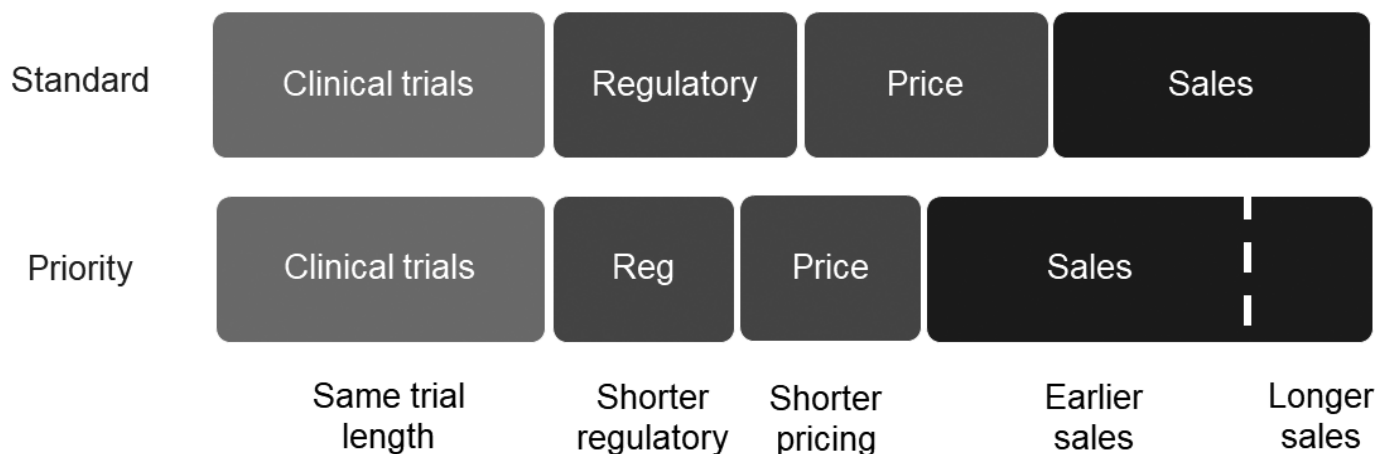 Standard
Clinical trials
Regulatory
Price
Sales
Priority
Clinical trials
Reg
Price
Sales
Same trial
length
Shorter
regulatory
Shorter
pricing
Earlier
sales
Longer
sales